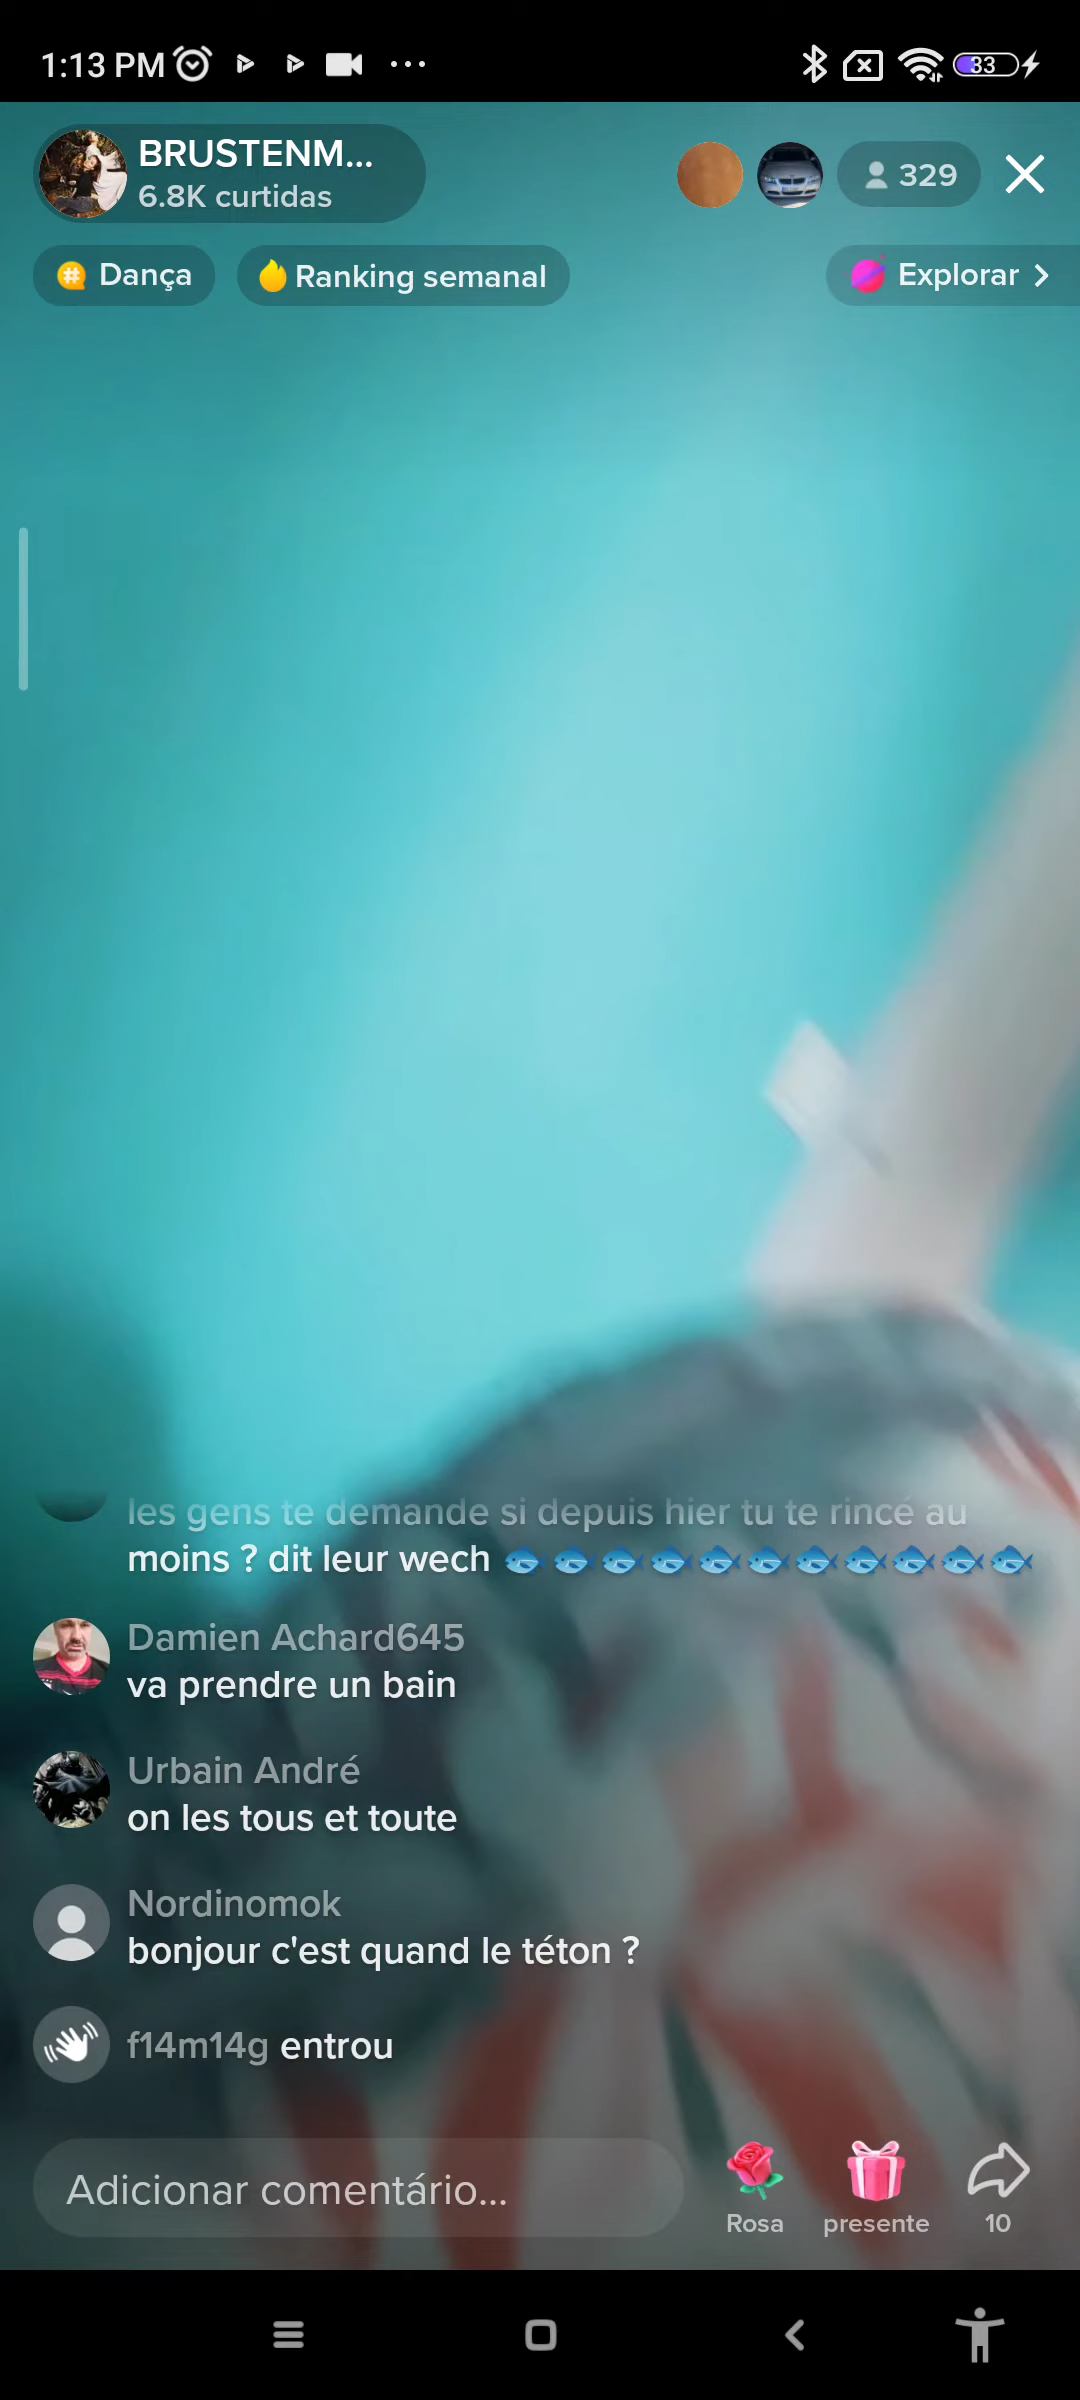 1:13 PM
33
BRUSTENM...
6.8K curtidas
329
Dança
Ranking semanal
Explorar
les gens te demande si depuis hier tu te rincé au
moins ? dit leur wech 🐟🐟🐟🐟🐟🐟🐟🐟🐟🐟🐟
Damien Achard645
va prendre un bain
Urbain André
on les tous et toute
Nordinomok
bonjour c'est quand le téton ?
f14m14g entrou
Adicionar comentário...
Rosa
presente
10